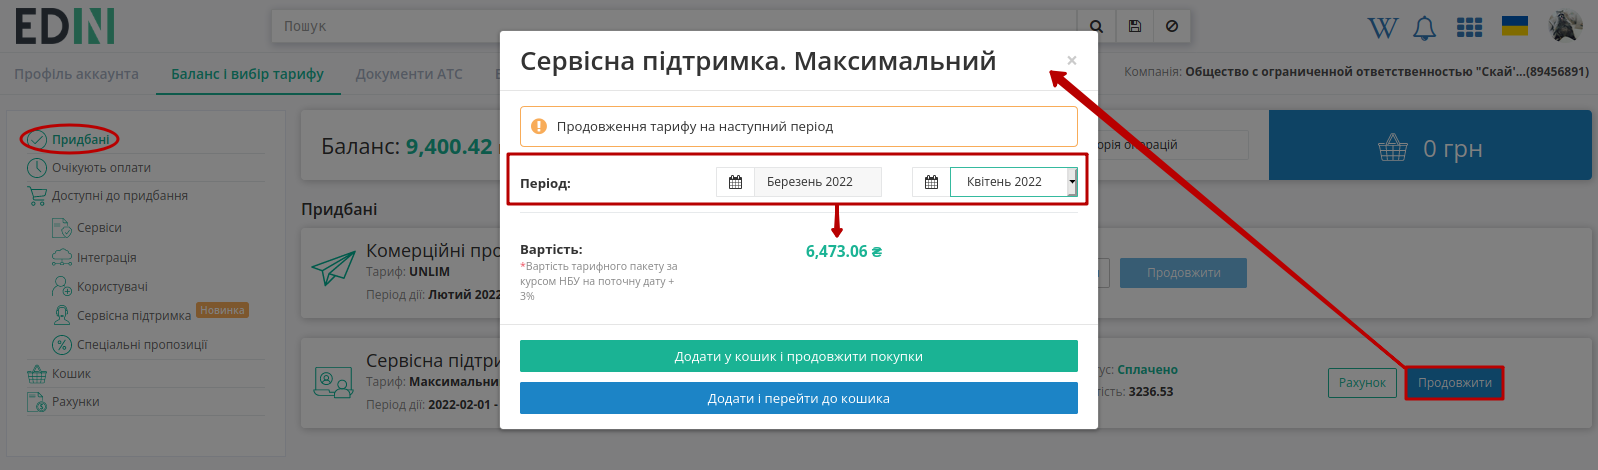 EDIN
Пошук
Профіль аккаунта
Баланс і вибір тарифу
Документи АТС
Компанія: Общество с ограниченной ответственностью "Скай"...(89456891)
Придбані
Очікують оплати
Доступні до придбання
Сервіси
Інтеграція
Користувачі
Сервісна підтримка Новинка
Спеціальні пропозиції
Кошик
Рахунки
Баланс: 9,400.42
орія операцій
0 грн
Придбані
Комерційні про
Тариф: UNLIM
Період дії: Лютий 2022
Продовжити
Сервісна підтри
Тариф: Максимальни
Період дії: 2022-02-01 -
ус: Сплачено
тість: 3236.53
Рахунок
Продовжити
Сервісна підтримка. Максимальний
×
Продовження тарифу на наступний період
Період:
Березень 2022
Квітень 2022
Вартість:
6,473.06 ₴
*Вартість тарифного пакету за
курсом НБУ на поточну дату +
3%
Додати у кошик і продовжити покупки
Додати і перейти до кошика